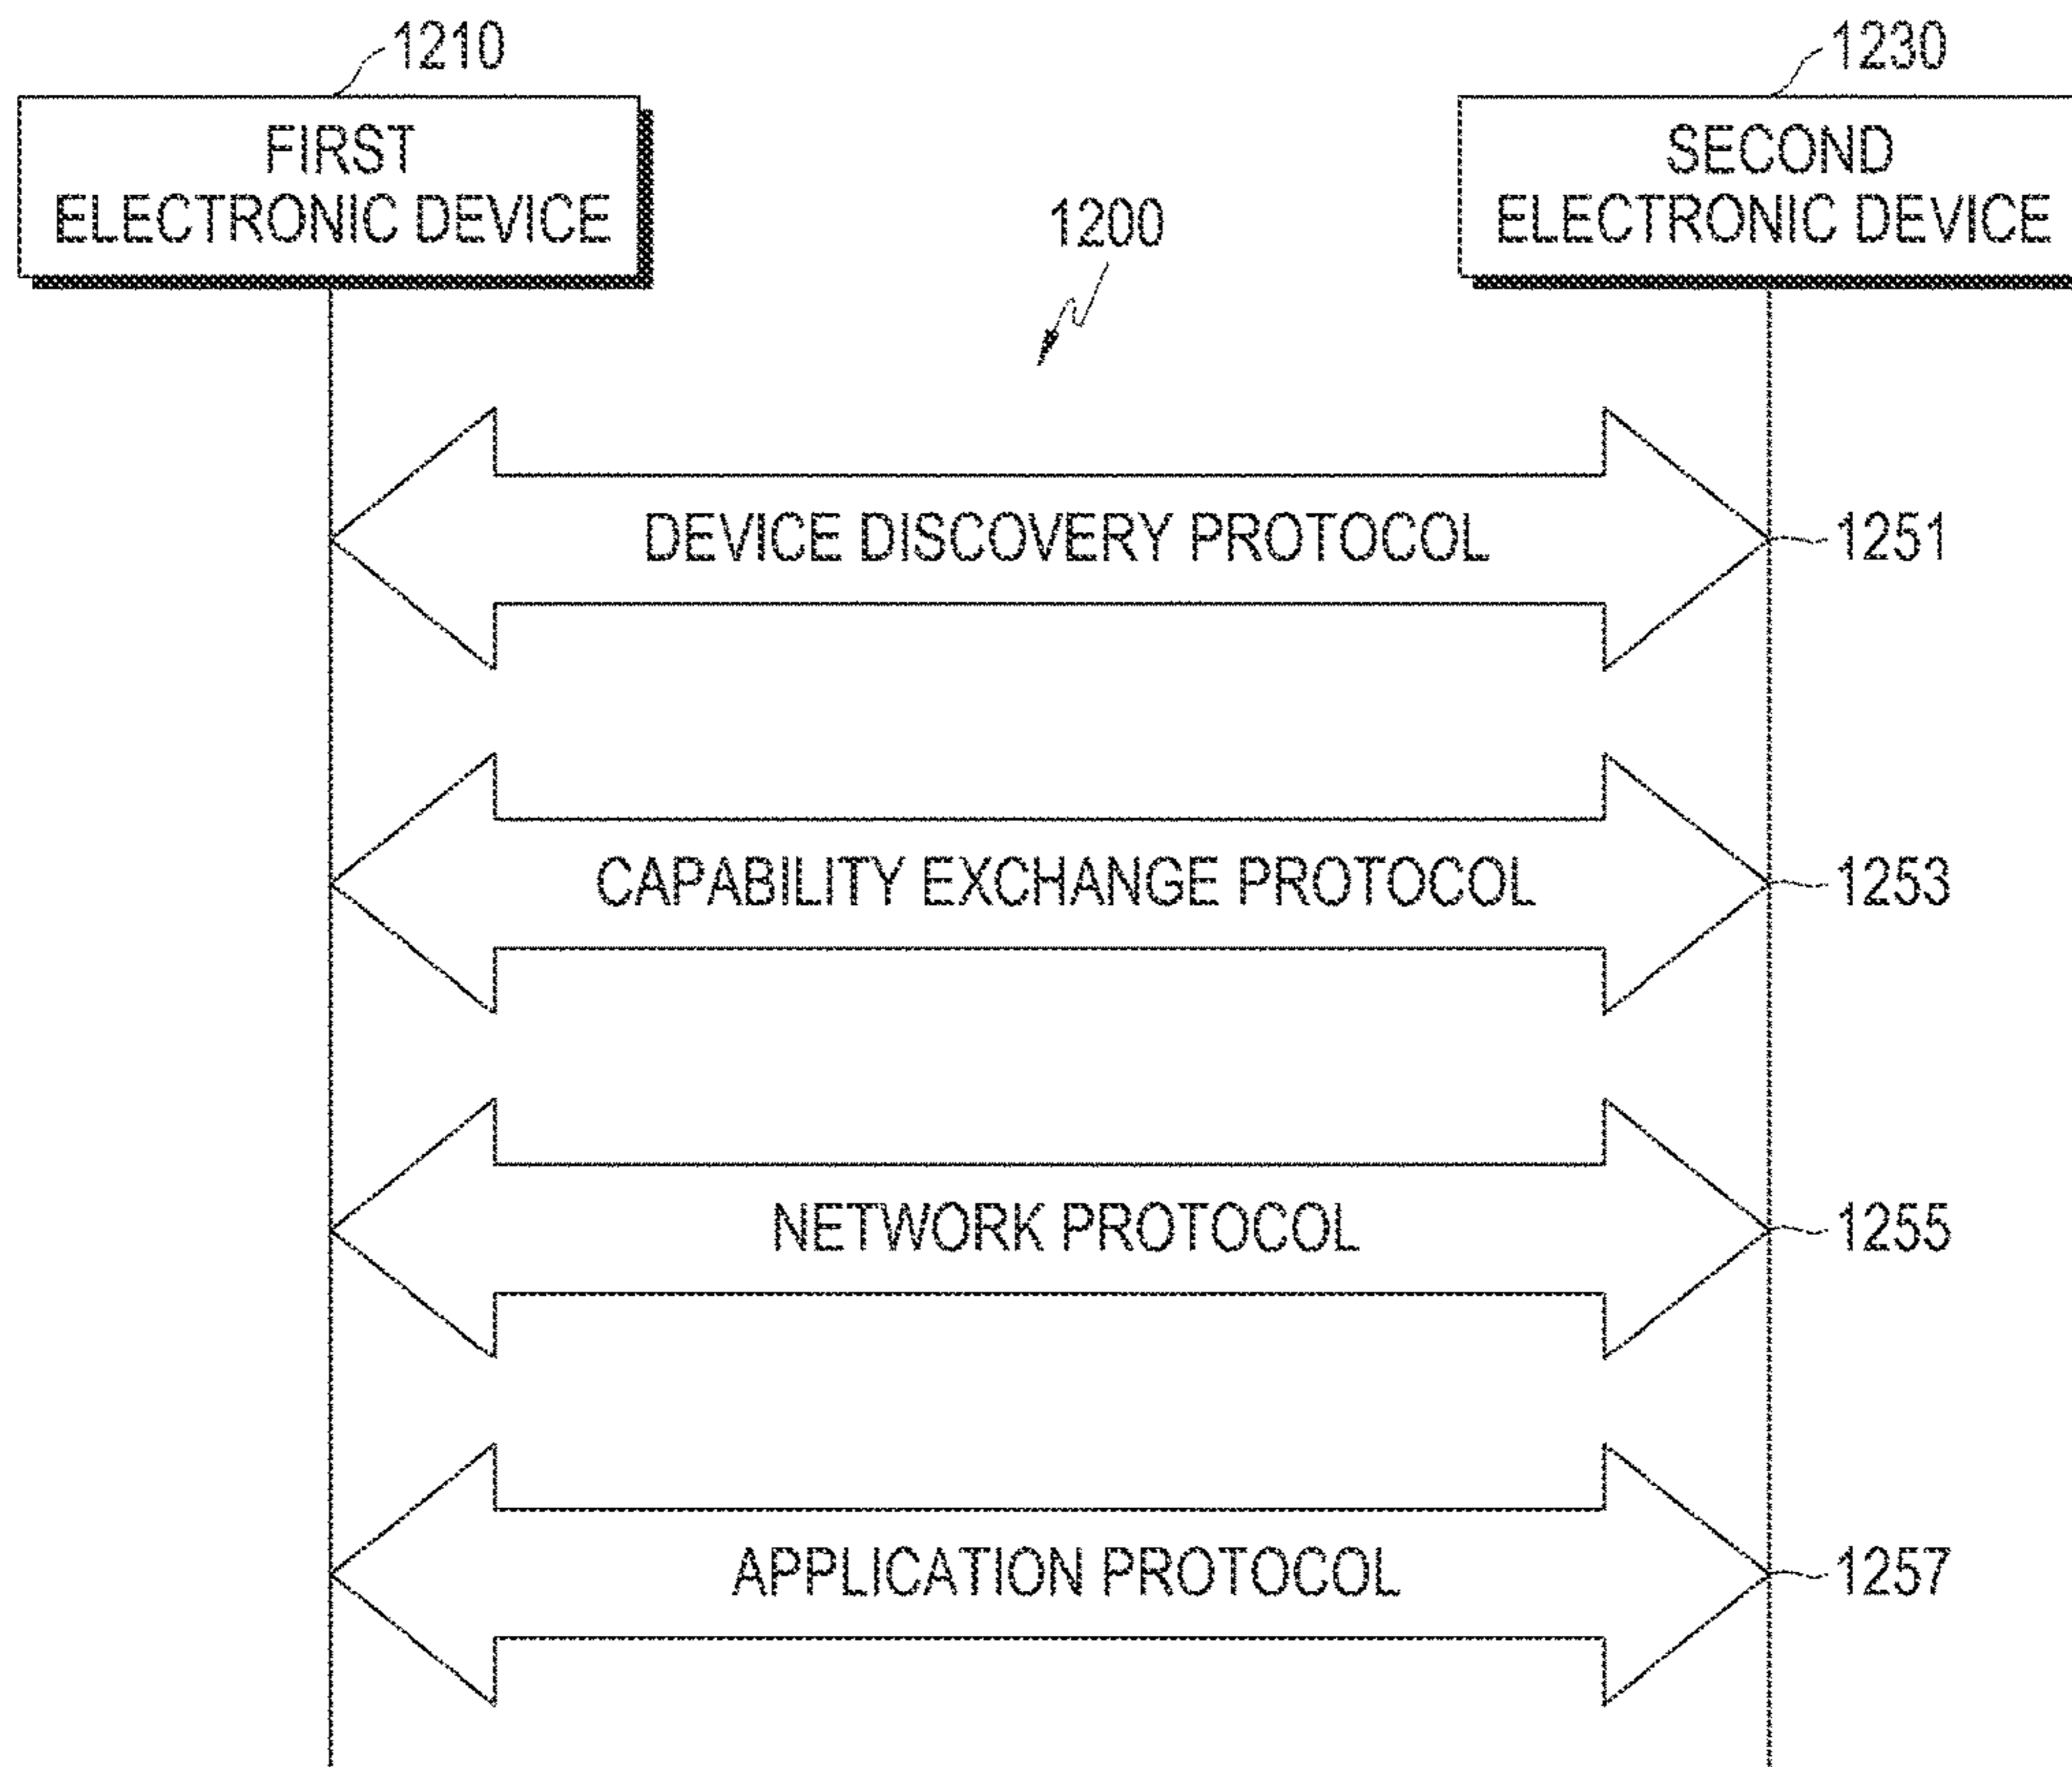 1210
1230
FIRST
ELECTRONIC DEVICE
SECOND
ELECTRONIC DEVICE
1200
DEVICE DISCOVERY PROTOCOL
1251
CAPABILITY EXCHANGE PROTOCOL
1253
NETWORK PROTOCOL
1255
APPLICATION PROTOCOL
1257